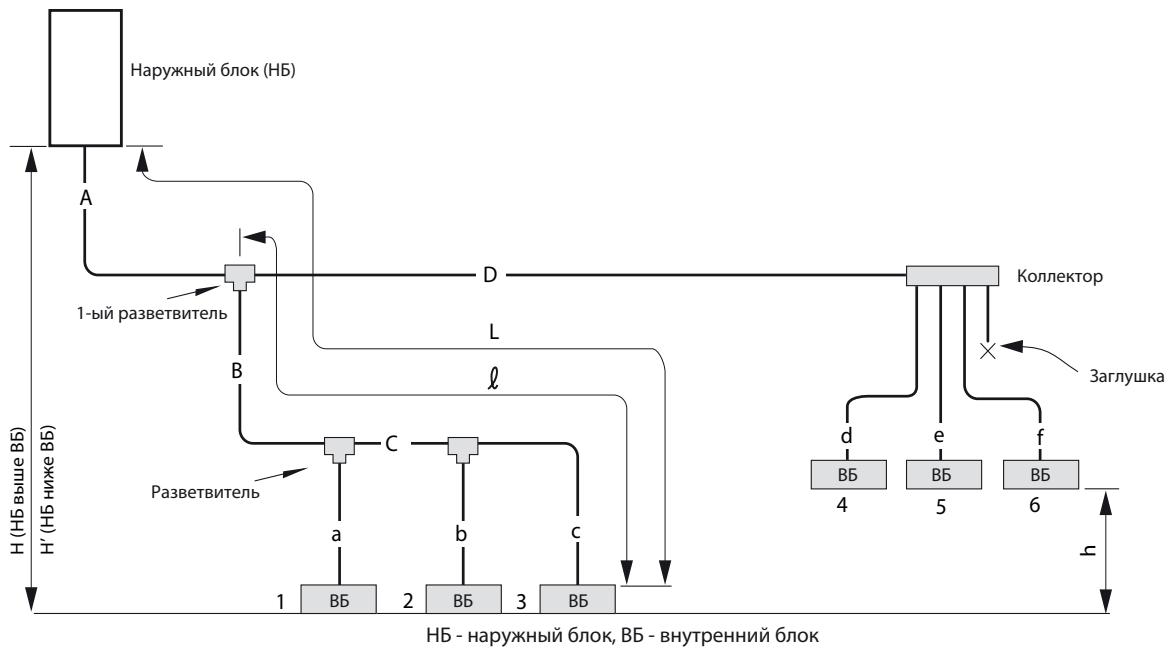 Наружный блок (НБ)
A
D
Коллектор
1-ый разветвитель
L
B
ℓ
Заглушка
C
d
e
f
ВБ
ВБ
ВБ
4
5
6
Разветвитель
a
b
c
h
H (НБ выше ВБ)
H' (НБ ниже ВБ)
1
ВБ
2
ВБ
3
ВБ
НБ - наружный блок, ВБ - внутренний блок